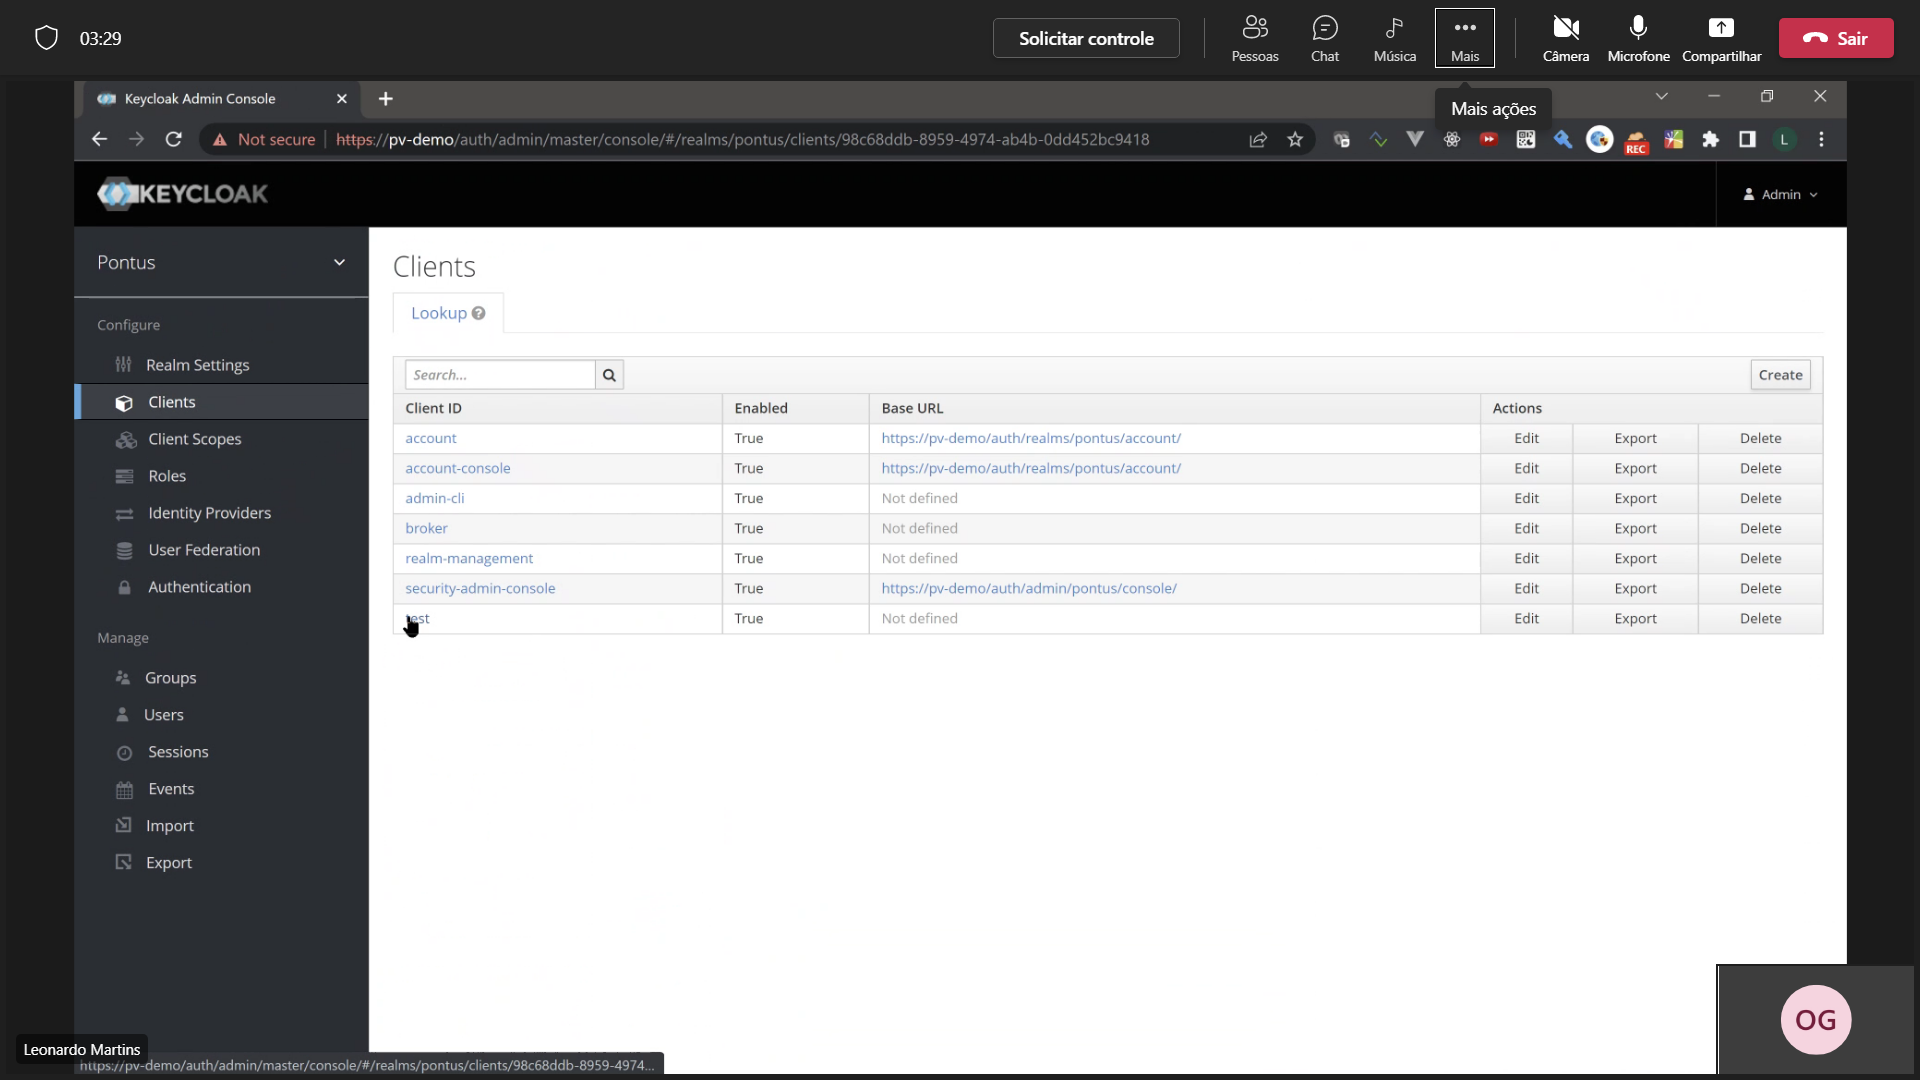 03:29
Solicitar controle
Pessoas
Chat
Música
Mais
Câmera
Microfone
Compartilhar
Sair
Mais ações
Keycloak Admin Console
Not secure
https://pv-demo/auth/admin/master/console/#/realms/pontus/clients/98c68ddb-8959-4974-ab4b-0dd452bc9418
REC
L
KEYCLOAK
Admin
Pontus
Configure
Realm Settings
Clients
Client Scopes
Roles
Identity Providers
User Federation
Authentication
Manage
Groups
Users
Sessions
Events
Import
Export
Clients
Lookup
Search...
Create
Client ID Enabled Base URL Actions
account True https://pv-demo/auth/realms/pontus/account/ Edit Export Delete
account-console True https://pv-demo/auth/realms/pontus/account/ Edit Export Delete
admin-cli True Not defined Edit Export Delete
broker True Not defined Edit Export Delete
realm-management True Not defined Edit Export Delete
security-admin-console True https://pv-demo/auth/admin/pontus/console/ Edit Export Delete
test True Not defined Edit Export Delete
OG
Leonardo Martins
https://pv-demo/auth/admin/master/console/#/realms/pontus/clients/98c68ddb-8959-4974...